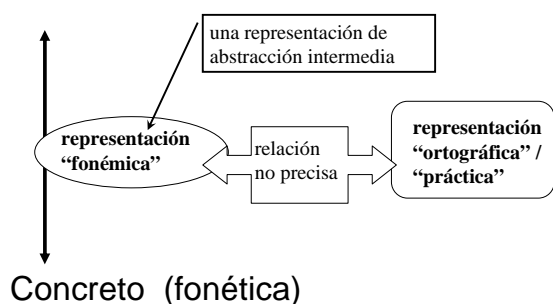 una representación de
abstracción intermedia
representación
“fonémica”
relación
no precisa
representación
“ortográfica” /
“práctica”
Concreto (fonética)